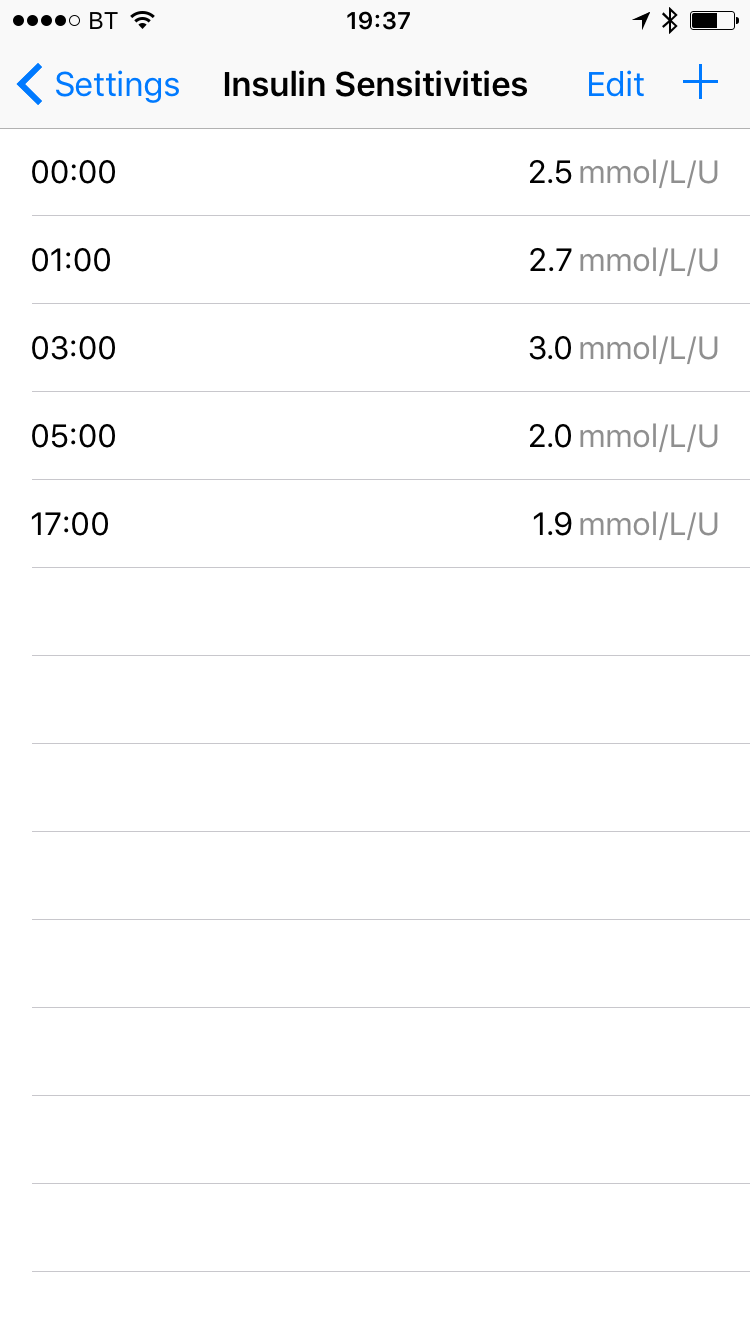 BT 19:37
Settings Insulin Sensitivities Edit +
00:00 2.5 mmol/L/U
01:00 2.7 mmol/L/U
03:00 3.0 mmol/L/U
05:00 2.0 mmol/L/U
17:00 1.9 mmol/L/U